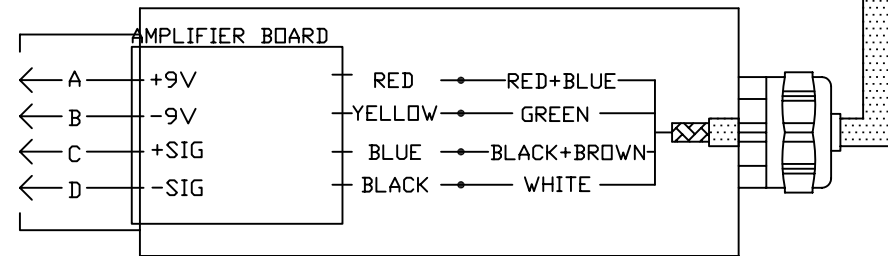 AMPLIFIER BOARD
A +9V RED RED+BLUE
B -9V YELLOW GREEN
C +SIG BLUE BLACK+BROWN
D -SIG BLACK WHITE